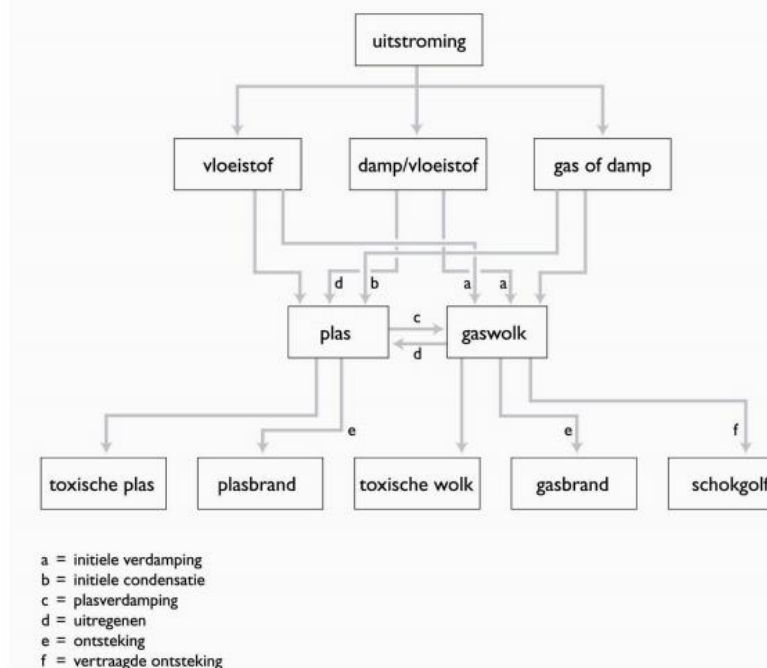 uitstroming
vloeistof damp/vloeistof gas of damp
d b a a
plas c gaswolk
d
e e f
toxische plas plasbrand toxische wolk gasbrand schokgolf
a = initiele verdamping
b = initiele condensatie
c = plasverdamping
d = uitregenen
e = ontsteking
f = vertraagde ontsteking